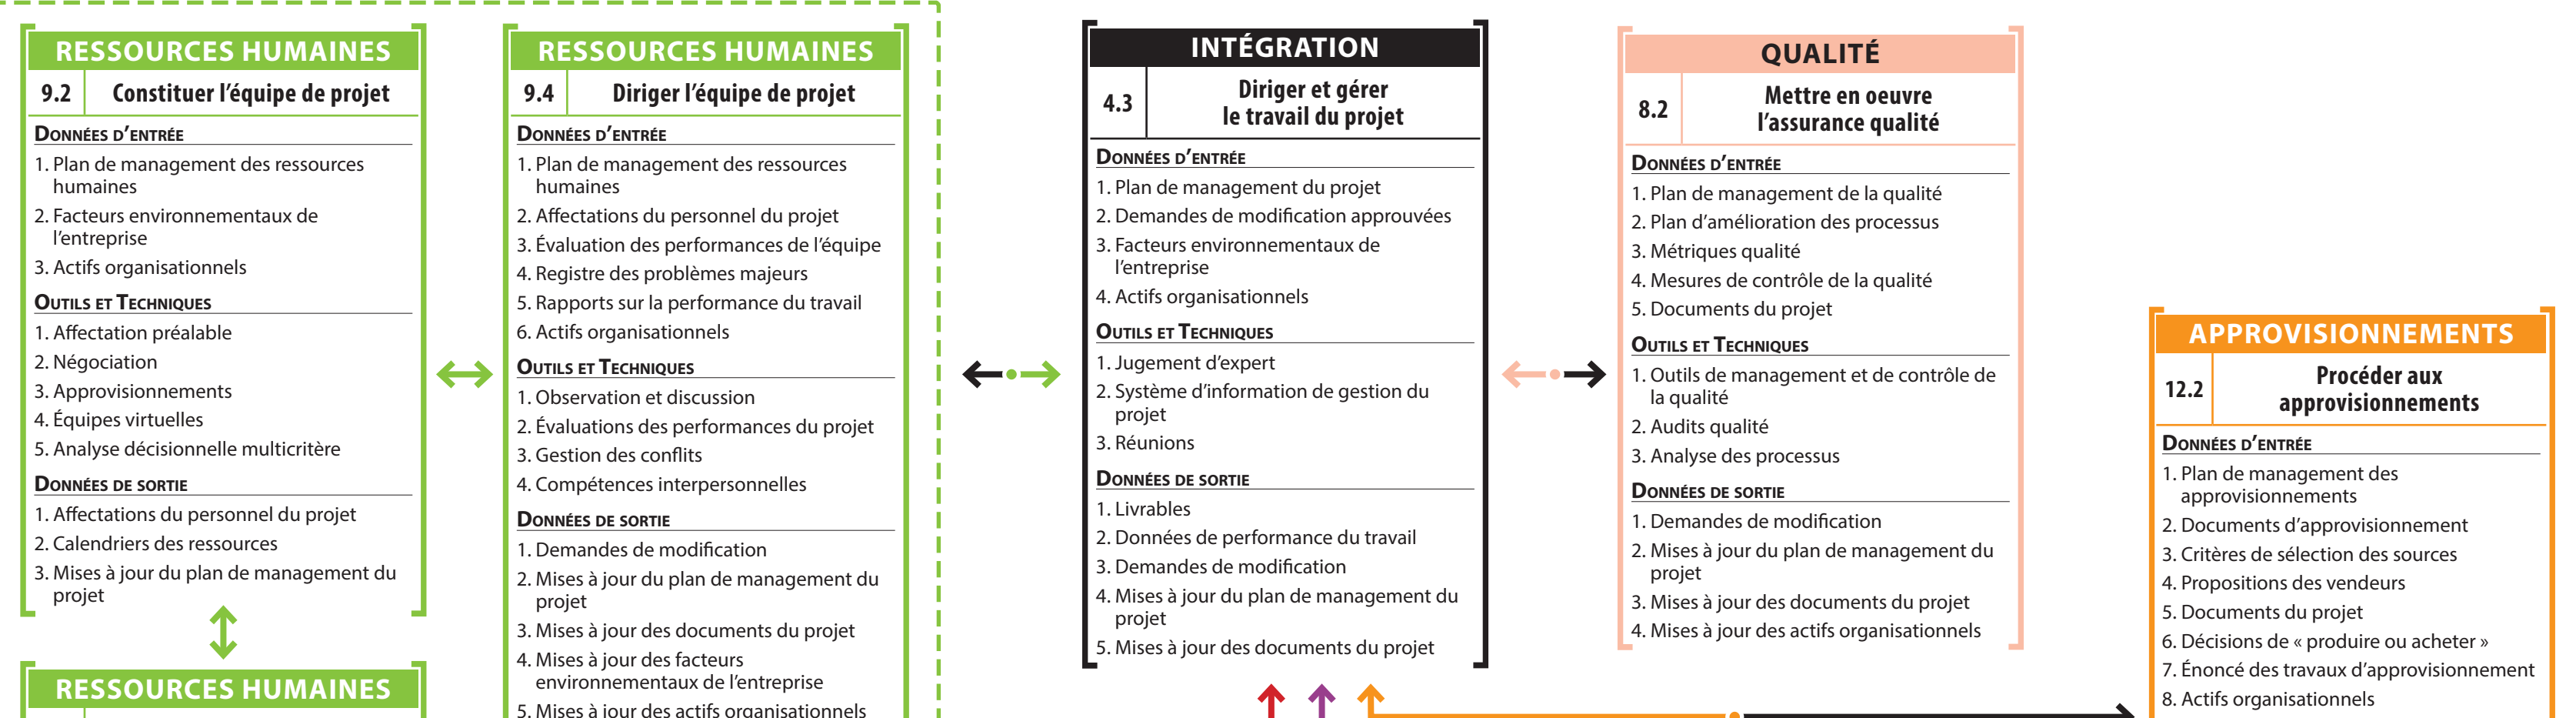 RESSOURCES HUMAINES
9.2 Constituer l'équipe de projet
DONNÉES D'ENTRÉE
1. Plan de management des ressources
humaines
2. Facteurs environnementaux de
l'entreprise
3. Actifs organisationnels
OUTILS ET TECHNIQUES
1. Affectation préalable
2. Négociation
3. Approvisionnements
4. Équipes virtuelles
5. Analyse décisionnelle multicritère
DONNÉES DE SORTIE
1. Affectations du personnel du projet
2. Calendriers des ressources
3. Mises à jour du plan de management du
projet
RESSOURCES HUMAINES
RESSOURCES HUMAINES
9.4 Diriger l'équipe de projet
DONNÉES D'ENTRÉE
1. Plan de management des ressources
humaines
2. Affectations du personnel du projet
3. Évaluation des performances de l'équipe
4. Registre des problèmes majeurs
5. Rapports sur la performance du travail
6. Actifs organisationnels
OUTILS ET TECHNIQUES
1. Observation et discussion
2. Évaluations des performances du projet
3. Gestion des conflits
4. Compétences interpersonnelles
DONNÉES DE SORTIE
1. Demandes de modification
2. Mises à jour du plan de management du
projet
3. Mises à jour des documents du projet
4. Mises à jour des facteurs
environnementaux de l'entreprise
5. Mises à jour des actifs organisationnels
INTÉGRATION
4.3 Diriger et gérer
le travail du projet
DONNÉES D'ENTRÉE
1. Plan de management du projet
2. Demandes de modification approuvées
3. Facteurs environnementaux de
l'entreprise
4. Actifs organisationnels
OUTILS ET TECHNIQUES
1. Jugement d'expert
2. Système d'information de gestion du
projet
3. Réunions
DONNÉES DE SORTIE
1. Livrables
2. Données de performance du travail
3. Demandes de modification
4. Mises à jour du plan de management du
projet
5. Mises à jour des documents du projet
QUALITÉ
8.2 Mettre en oeuvre
l'assurance qualité
DONNÉES D'ENTRÉE
1. Plan de management de la qualité
2. Plan d'amélioration des processus
3. Métriques qualité
4. Mesures de contrôle de la qualité
5. Documents du projet
OUTILS ET TECHNIQUES
1. Outils de management et de contrôle de
la qualité
2. Audits qualité
3. Analyse des processus
DONNÉES DE SORTIE
1. Demandes de modification
2. Mises à jour du plan de management du
projet
3. Mises à jour des documents du projet
4. Mises à jour des actifs organisationnels
APPROVISIONNEMENTS
12.2 Procéder aux
approvisionnements
DONNÉES D'ENTRÉE
1. Plan de management des
approvisionnements
2. Documents d'approvisionnement
3. Critères de sélection des sources
4. Propositions des vendeurs
5. Documents du projet
6. Décisions de « produire ou acheter »
7. Énoncé des travaux d'approvisionnement
8. Actifs organisationnels